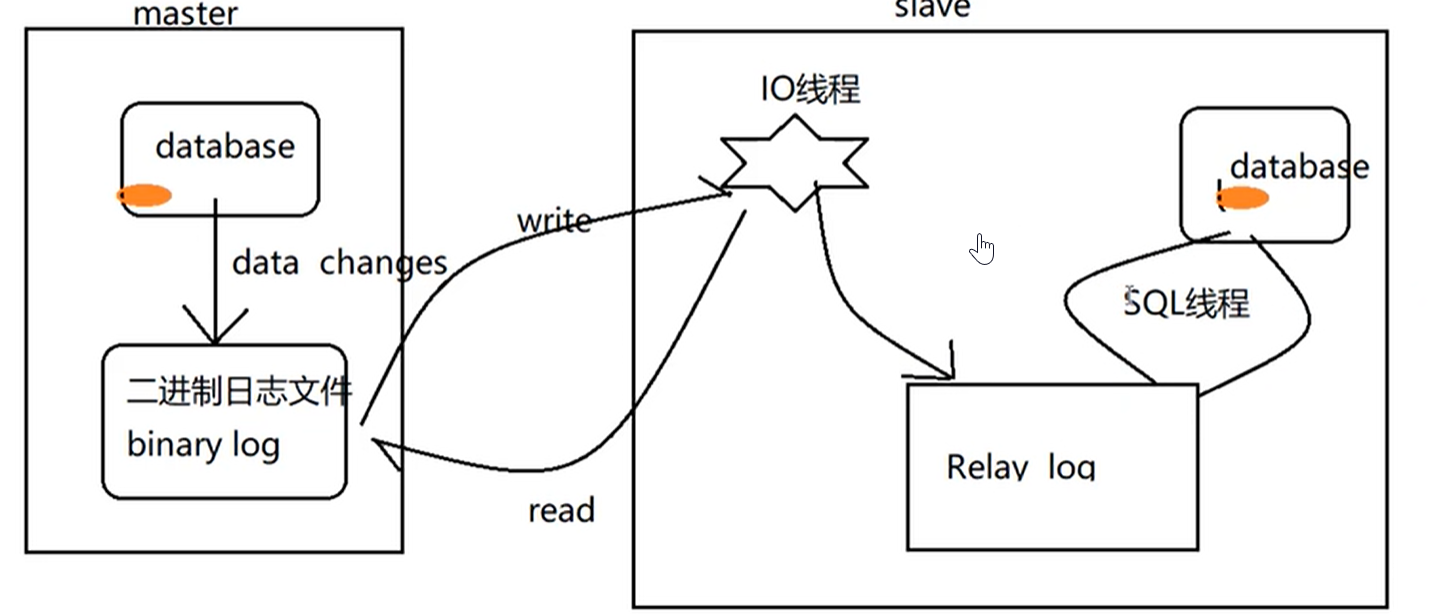 master
database
data changes
二进制日志文件
binary log
write
read
slave
IO线程
database
SQL线程
Relay log